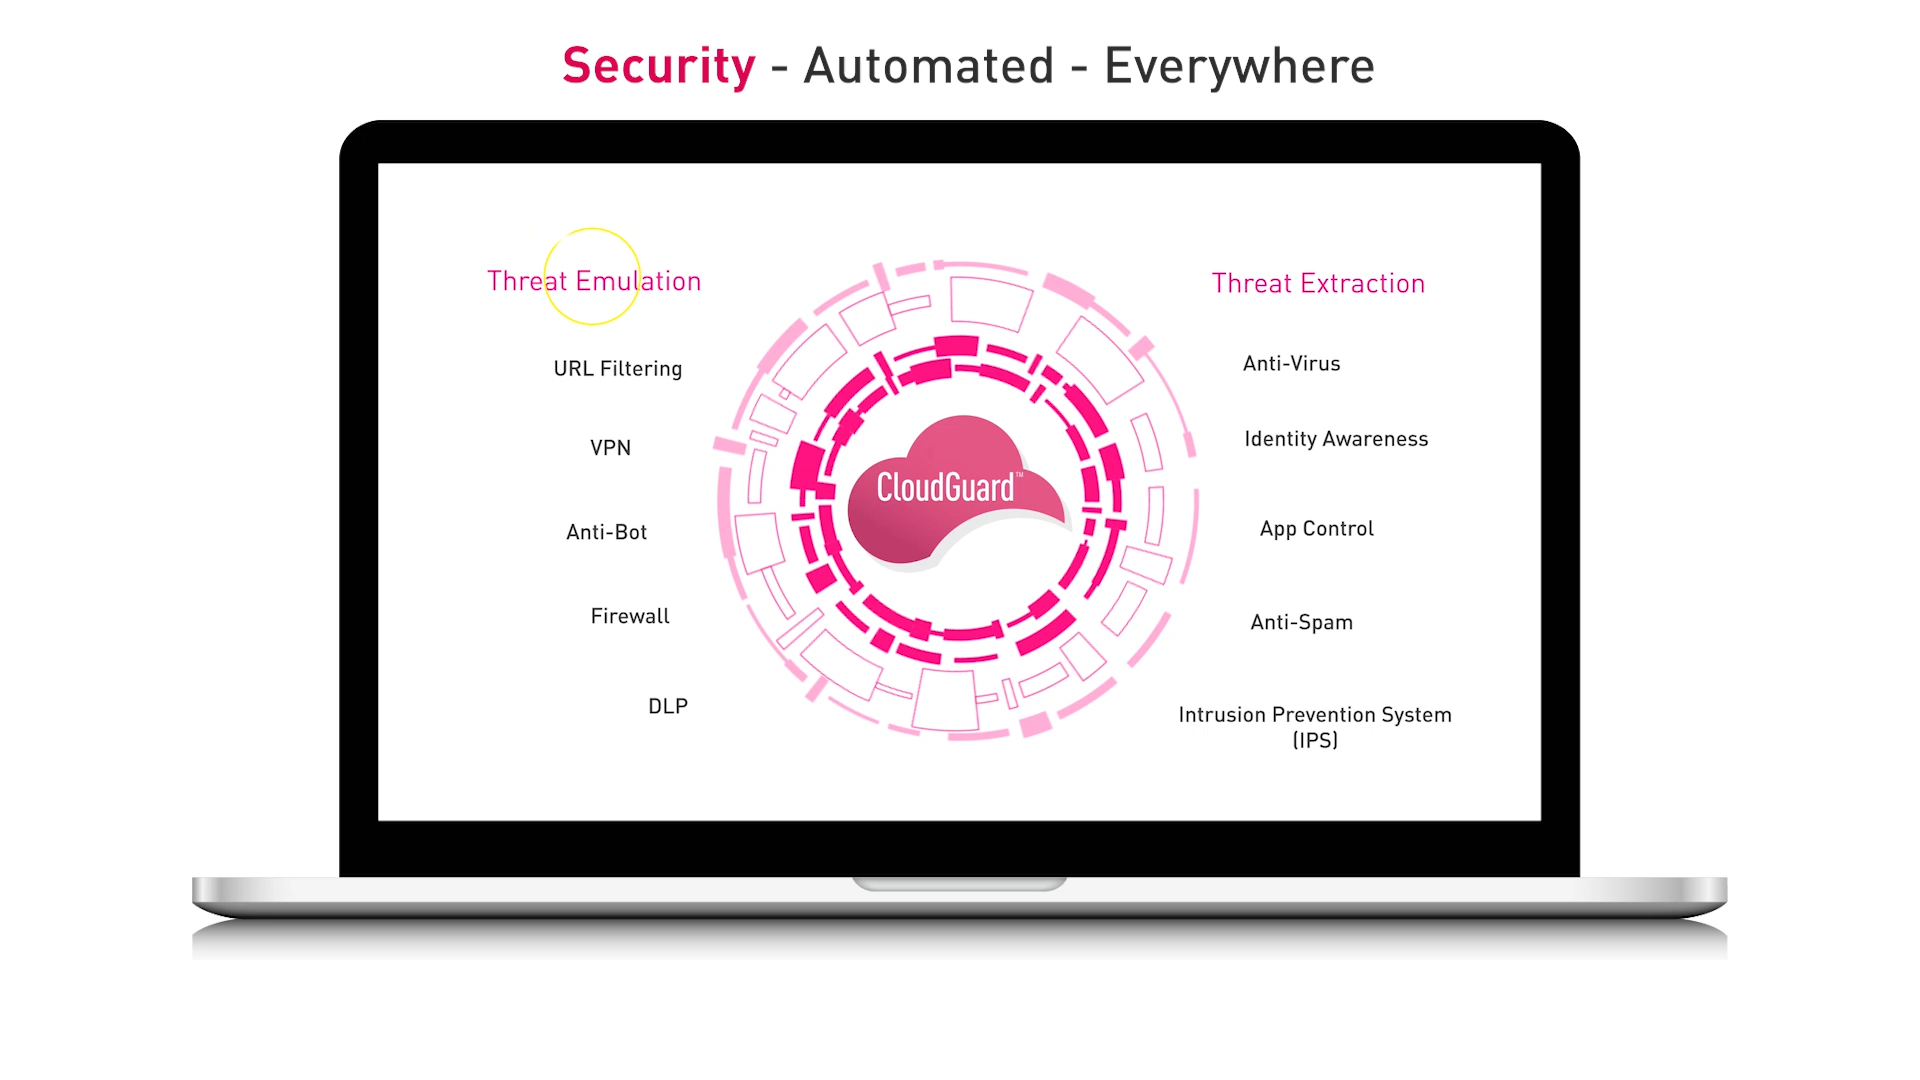 Security - Automated - Everywhere
Threat Emulation
URL Filtering
VPN
Anti-Bot
Firewall
DLP
CloudGuard™
Threat Extraction
Anti-Virus
Identity Awareness
App Control
Anti-Spam
Intrusion Prevention System
(IPS)